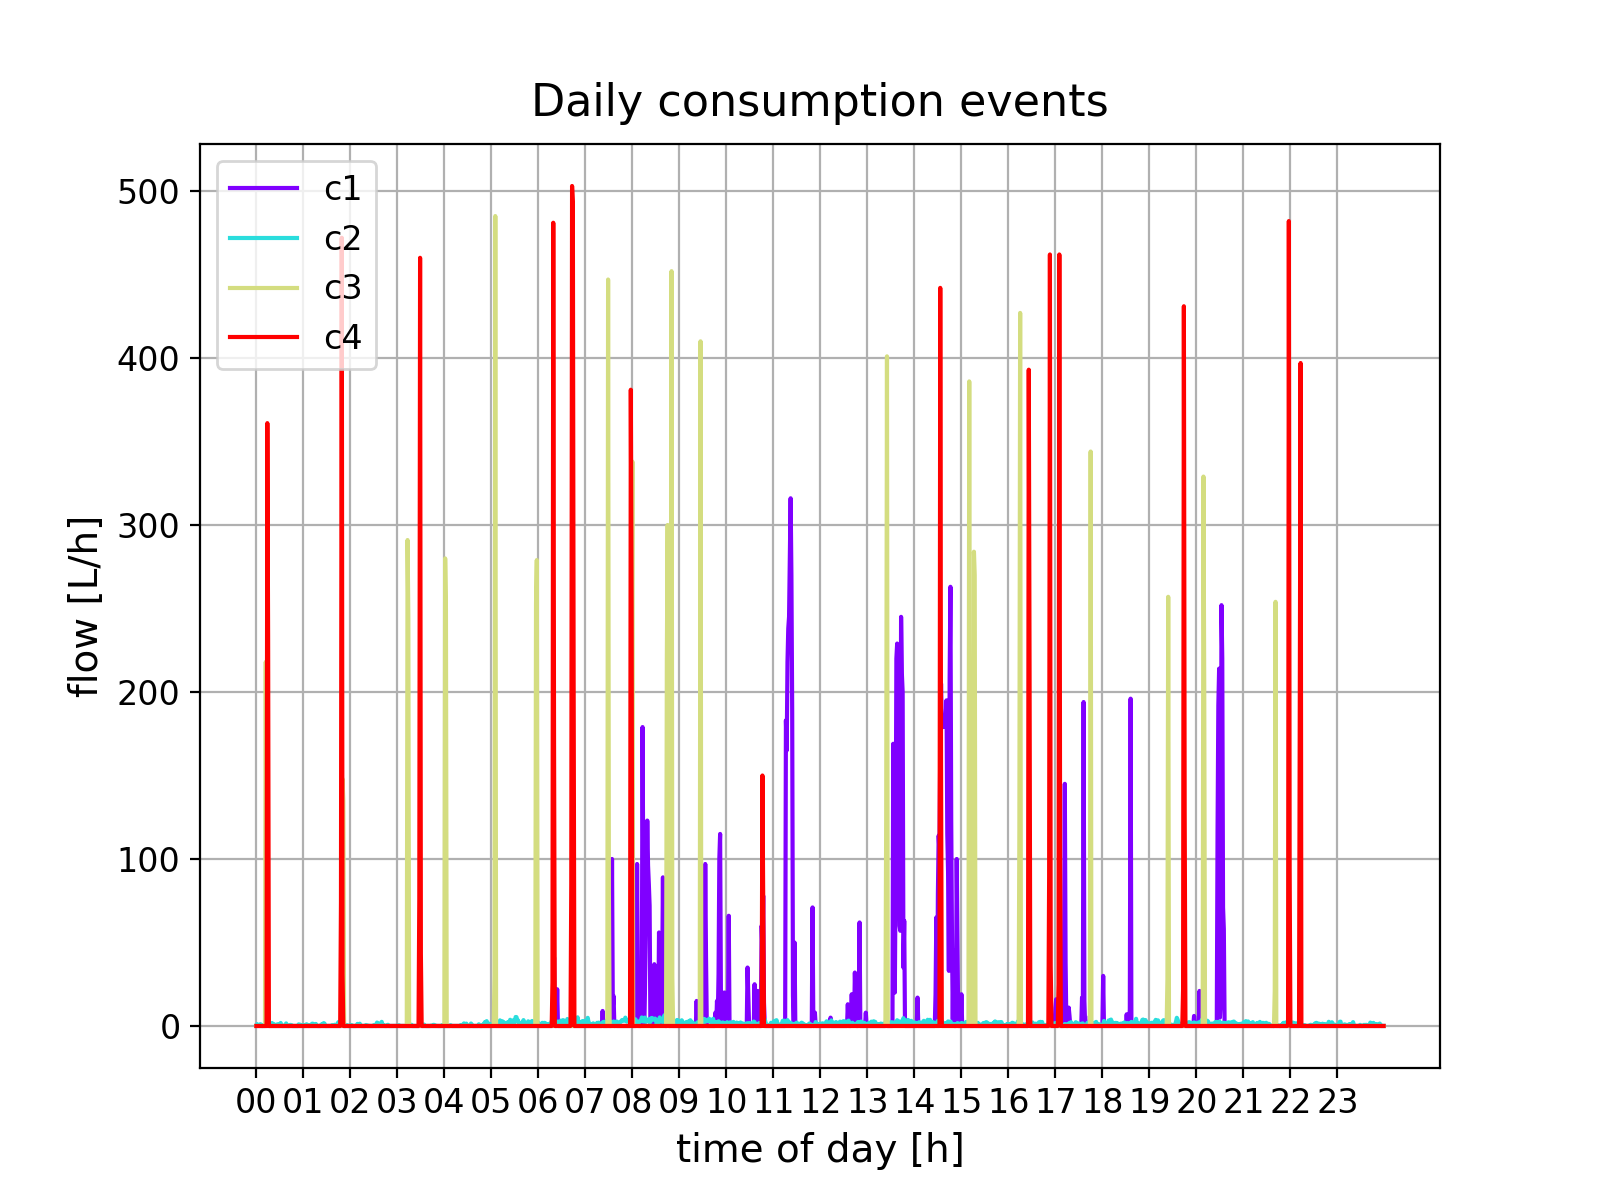 Daily consumption events
c1
c2
c3
c4
500
400
300
200
100
0
flow [L/h]
00 01 02 03 04 05 06 07 08 09 10 11 12 13 14 15 16 17 18 19 20 21 22 23
time of day [h]